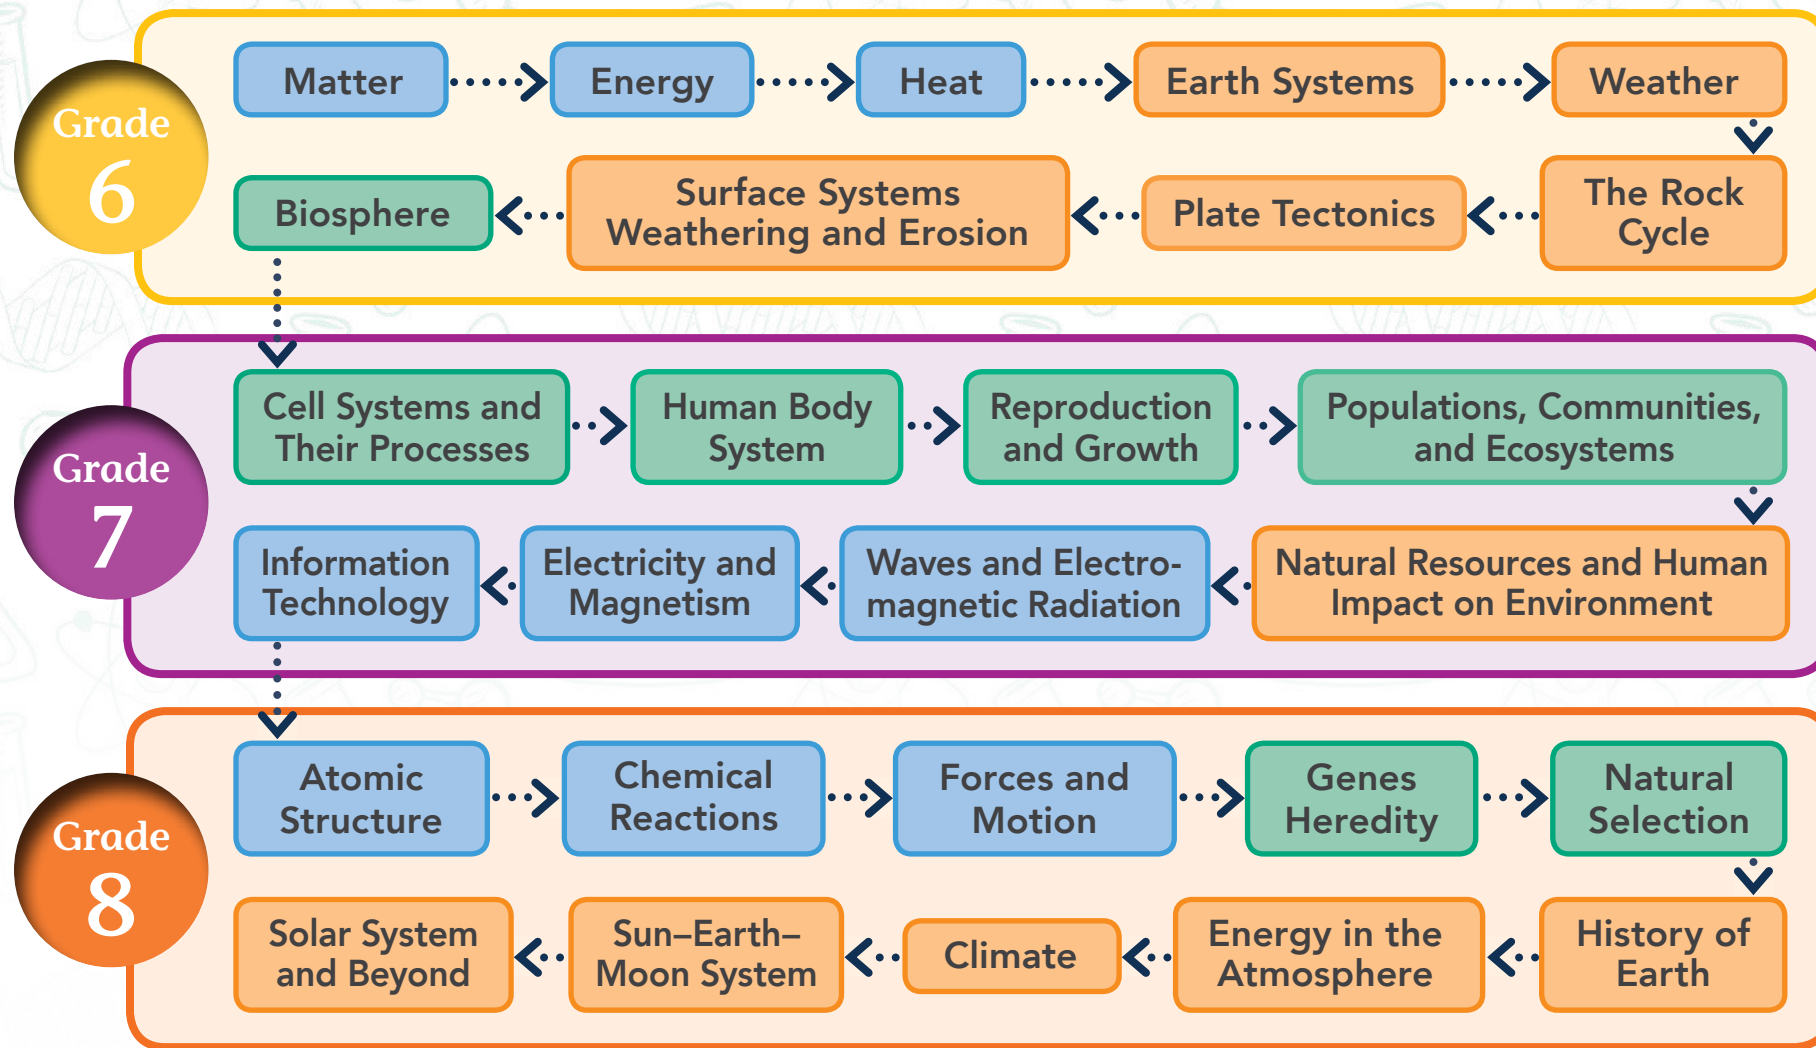 Grade
6
Matter
Energy
Heat
Earth Systems
Weather
Biosphere
Surface Systems
Weathering and Erosion
Plate Tectonics
The Rock
Cycle
Grade
7
Cell Systems and
Their Processes
Human Body
System
Reproduction
and Growth
Populations, Communities,
and Ecosystems
Information
Technology
Electricity and
Magnetism
Waves and Electro-
magnetic Radiation
Natural Resources and Human
Impact on Environment
Grade
8
Atomic
Structure
Chemical
Reactions
Forces and
Motion
Genes
Heredity
Natural
Selection
Solar System
and Beyond
Sun–Earth–
Moon System
Climate
Energy in the
Atmosphere
History of
Earth